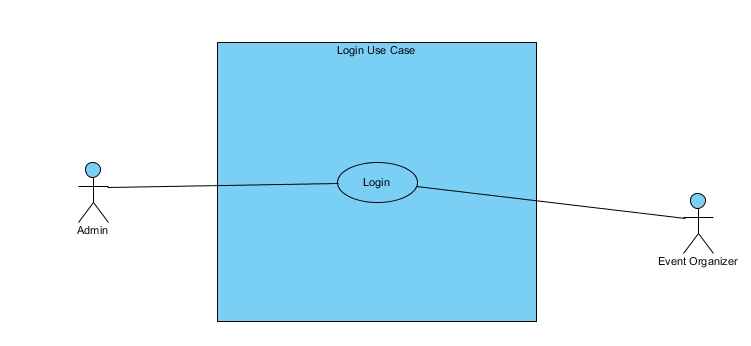 Login Use Case
Login
Admin
Event Organizer